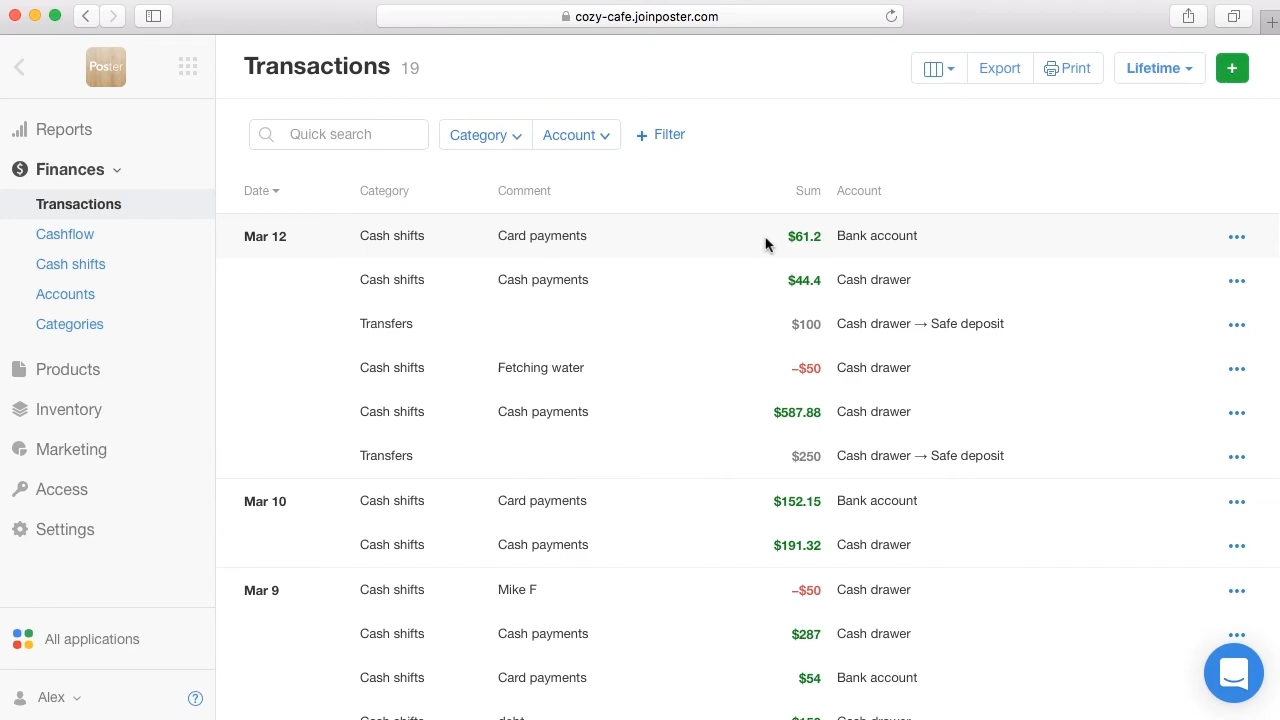 cozy-cafe.joinposter.com
Poster
Transactions 19
Export
Print
Lifetime
+
Reports
Finances
Transactions
Cashflow
Cash shifts
Accounts
Categories
Products
Inventory
Marketing
Access
Settings
All applications
Alex
?
Quick search
Category
Account
+ Filter
Date Category Comment Sum Account
Mar 12 Cash shifts Card payments $61.2 Bank account
Cash shifts Cash payments $44.4 Cash drawer
Transfers $100 Cash drawer → Safe deposit
Cash shifts Fetching water –$50 Cash drawer
Cash shifts Cash payments $587.88 Cash drawer
Transfers $250 Cash drawer → Safe deposit
Mar 10 Cash shifts Card payments $152.15 Bank account
Cash shifts Cash payments $191.32 Cash drawer
Mar 9 Cash shifts Mike F –$50 Cash drawer
Cash shifts Cash payments $287 Cash drawer
Cash shifts Card payments $54 Bank account